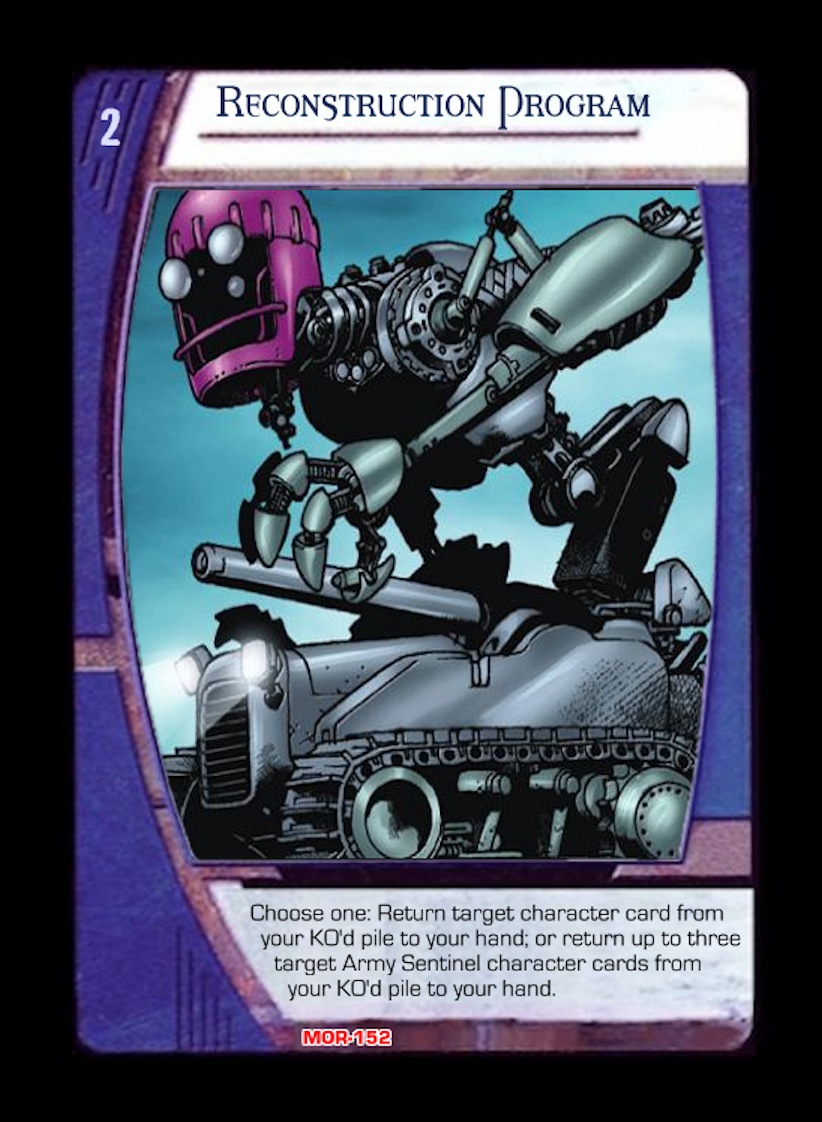 2
Reconstruction Program
Choose one: Return target character card from
your KO'd pile to your hand; or return up to three
target Army Sentinel character cards from
your KO'd pile to your hand.
MOR-152